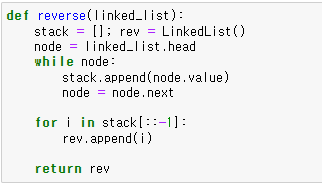 def reverse(linked_list):
    stack = []; rev = LinkedList()
    node = linked_list.head
    while node:
        stack.append(node.value)
        node = node.next

    for i in stack[::-1]:
        rev.append(i)

    return rev